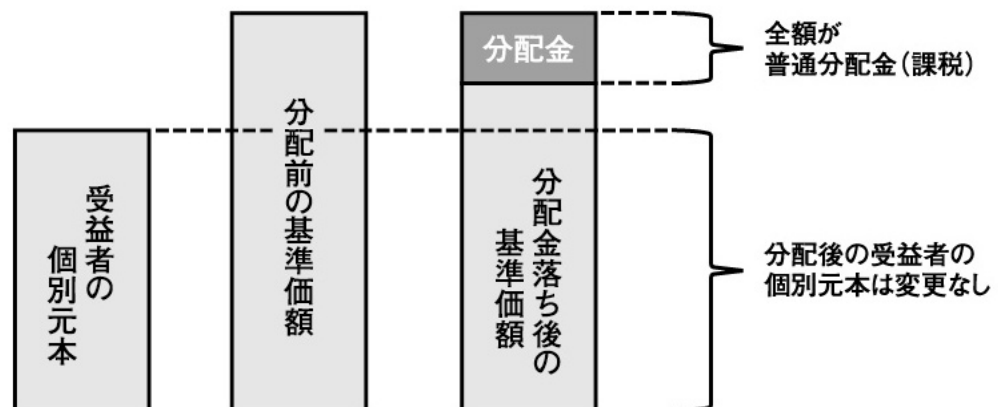 受益者の
個別元本
分配前の基準価額
分配金
分配金落ち後の
基準価額
全額が
普通分配金(課税)
分配後の受益者の
個別元本は変更なし